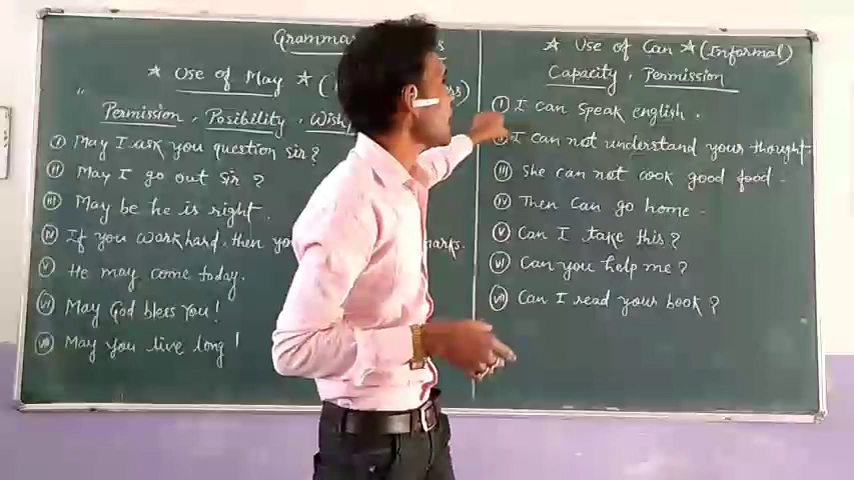 Grammar
* Use of May * (
Permission, Posibility, Wish
(i) May I ask you question Sir?
(ii) May I go out Sir ?
(iii) May be he is right.
(iv) If you work hard, then you marks.
(v) He may come today.
(vi) May God bless You!
(vii) May you live long!
* Use of Can * (Informal)
Capacity, Permission
(i) I can speak english.
I can not understand your thought.
(iii) She can not cook good food.
(iv) Then can go home.
(v) Can I take this?
(vi) Can you help me?
(vii) Can I read your book?